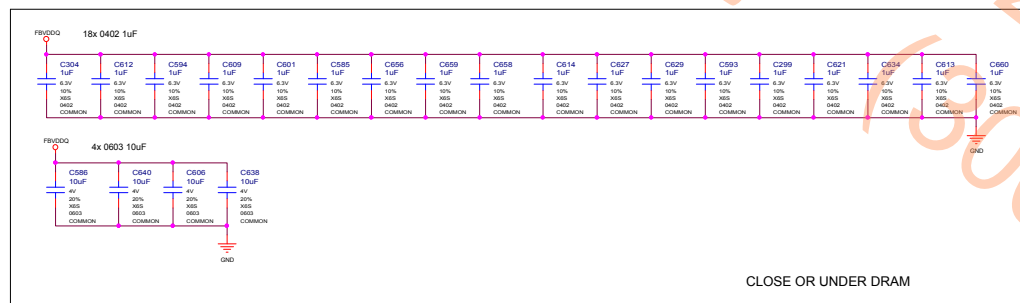 FBVDDQ
18x 0402 1uF
C304
1uF
6.3V
10%
X6S
0402
COMMON
C612
1uF
6.3V
10%
X6S
0402
COMMON
C594
1uF
6.3V
10%
X6S
0402
COMMON
C609
1uF
6.3V
10%
X6S
0402
COMMON
C601
1uF
6.3V
10%
X6S
0402
COMMON
C585
1uF
6.3V
10%
X6S
0402
COMMON
C656
1uF
6.3V
10%
X6S
0402
COMMON
C659
1uF
6.3V
10%
X6S
0402
COMMON
C658
1uF
6.3V
10%
X6S
0402
COMMON
C614
1uF
6.3V
10%
X6S
0402
COMMON
C627
1uF
6.3V
10%
X6S
0402
COMMON
C629
1uF
6.3V
10%
X6S
0402
COMMON
C593
1uF
6.3V
10%
X6S
0402
COMMON
C299
1uF
6.3V
10%
X6S
0402
COMMON
C621
1uF
6.3V
10%
X6S
0402
COMMON
C634
1uF
6.3V
10%
X6S
0402
COMMON
C613
1uF
6.3V
10%
X6S
0402
COMMON
C660
1uF
6.3V
10%
X6S
0402
COMMON
GND
FBVDDQ
4x 0603 10uF
C586
10uF
4V
20%
X6S
0603
COMMON
C640
10uF
4V
20%
X6S
0603
COMMON
C606
10uF
4V
20%
X6S
0603
COMMON
C638
10uF
4V
20%
X6S
0603
COMMON
GND
CLOSE OR UNDER DRAM